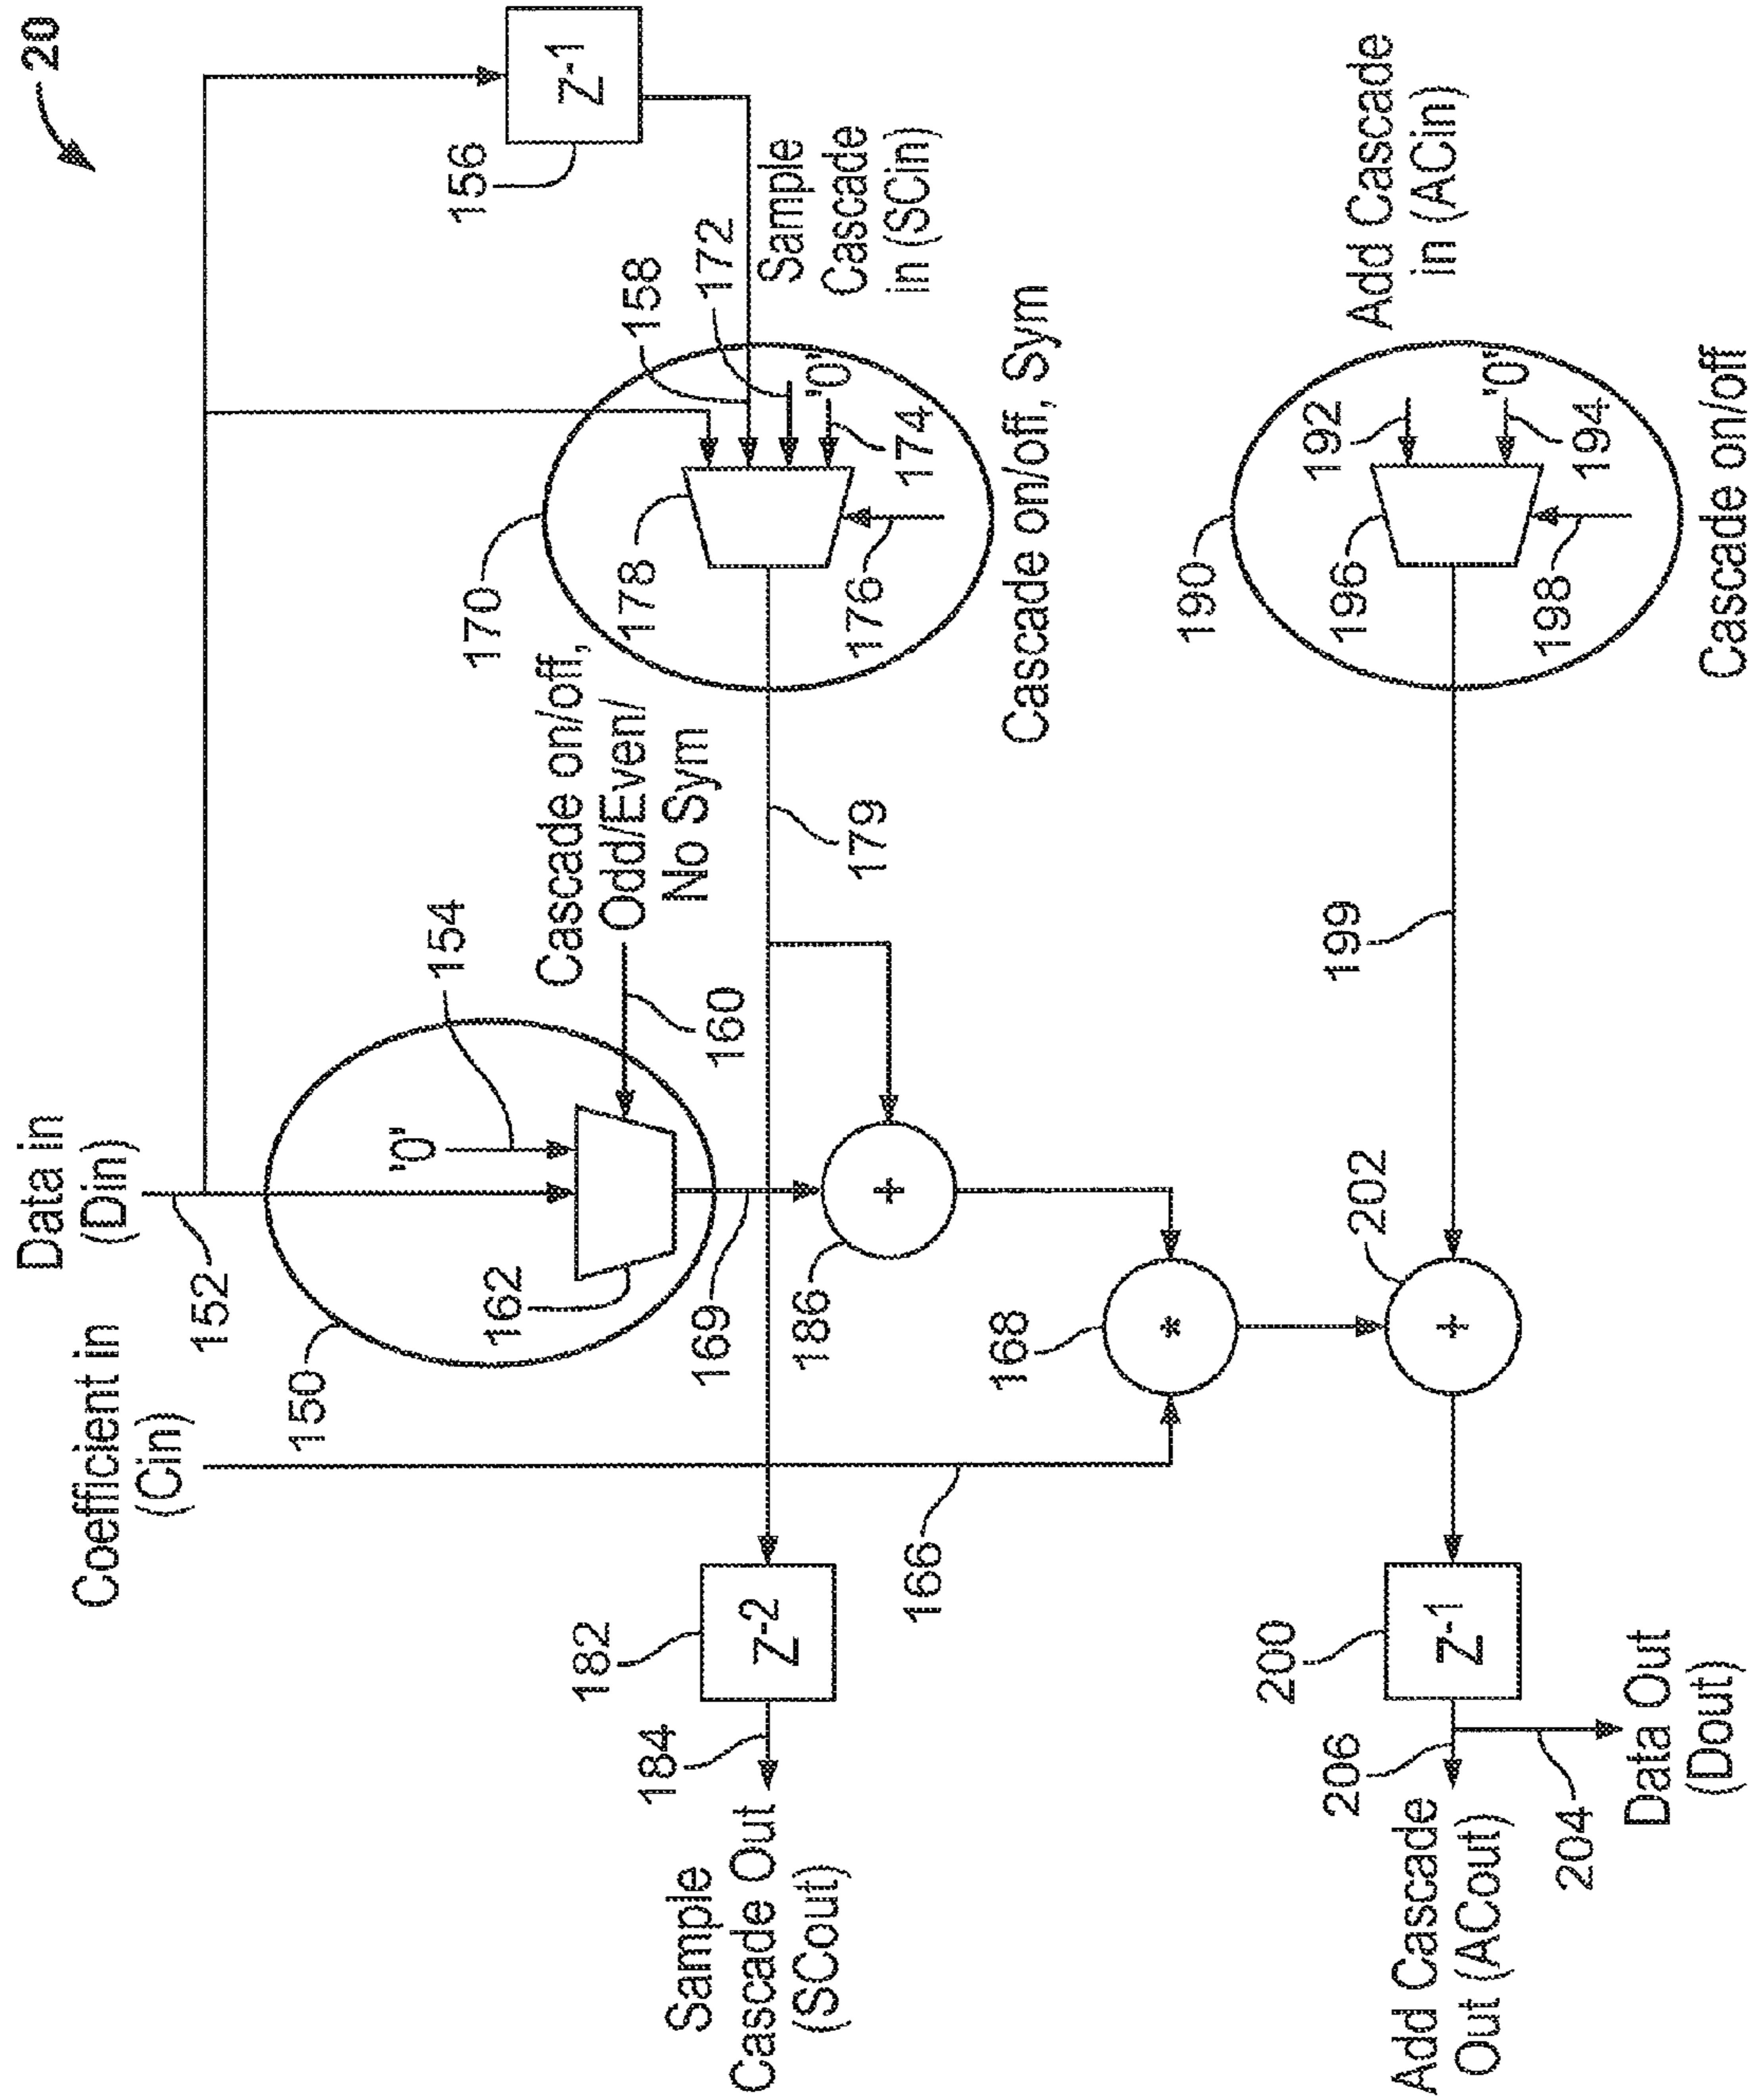 20
Data in
(Din)
Coefficient in
(Cin)
152
150
'0'
154
162
Cascade on/off,
Odd/Even/
No Sym
160
169
Z-1
156
158
172
Sample
Cascade
in (SCin)
170
178
'0'
174
176
Cascade on/off, Sym
179
186
+
182
Z-2
184
Sample
Cascade Out
(SCout)
166
168
*
202
+
199
190
192
Add Cascade
in (ACin)
'0'
194
196
198
Cascade on/off
200
Z-1
206
204
Add Cascade
Out (ACout)
Data Out
(Dout)